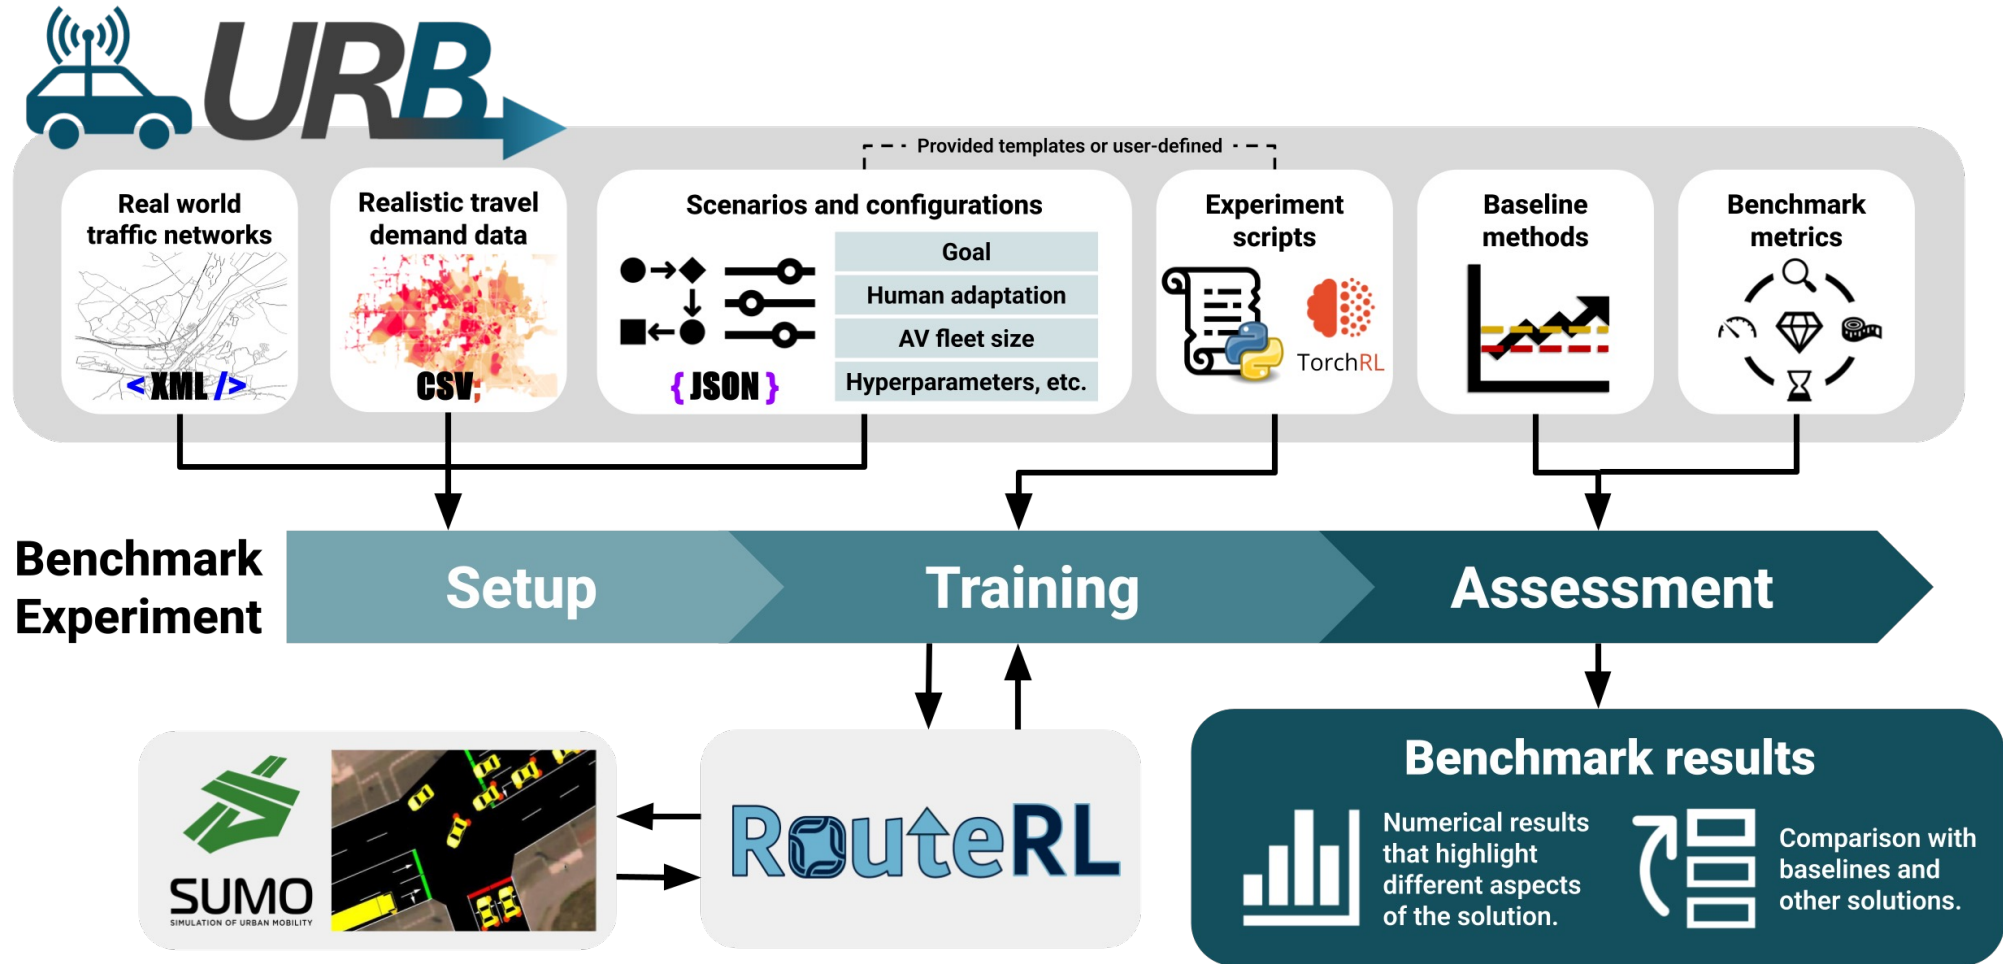 URB
Provided templates or user-defined
Real world
traffic networks
< XML />
Realistic travel
demand data
CSV;
Scenarios and configurations
{ JSON }
Goal
Human adaptation
AV fleet size
Hyperparameters, etc.
Experiment
scripts
TorchRL
Baseline
methods
Benchmark
metrics
Benchmark
Experiment
Setup
Training
Assessment
SUMO
SIMULATION OF URBAN MOBILITY
RouteRL
Benchmark results
Numerical results
that highlight
different aspects
of the solution.
Comparison with
baselines and
other solutions.